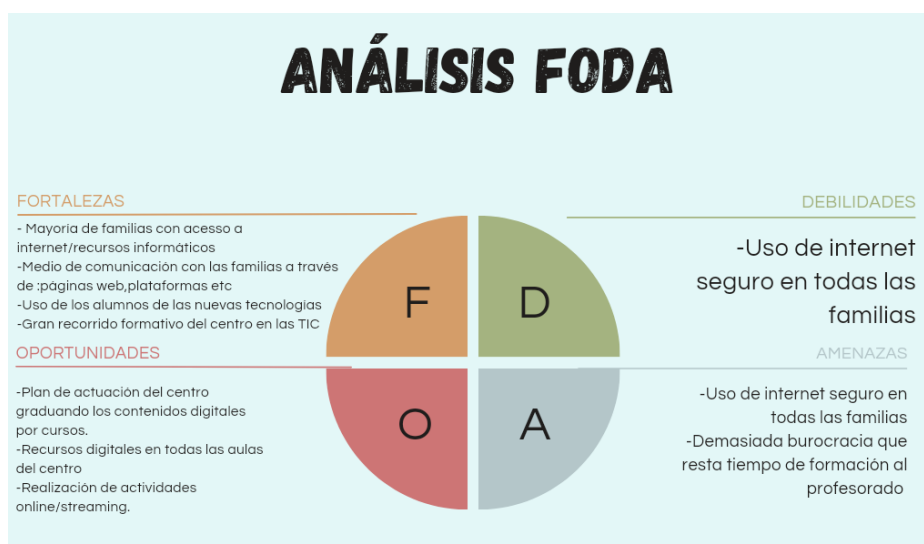 ANÁLISIS FODA
FORTALEZAS
- Mayoría de familias con acceso a
internet/recursos informáticos
-Medio de comunicación con las familias a través
de :páginas web,plataformas etc
-Uso de los alumnos de las nuevas tecnologías
-Gran recorrido formativo del centro en las TIC
DEBILIDADES
-Uso de internet
seguro en todas las
familias
F
D
OPORTUNIDADES
-Plan de actuación del centro
graduando los contenidos digitales
por cursos.
-Recursos digitales en todas las aulas
del centro
-Realización de actividades
online/streaming.
AMENAZAS
-Uso de internet seguro en
todas las familias
-Demasiada burocracia que
resta tiempo de formación al
profesorado
O
A